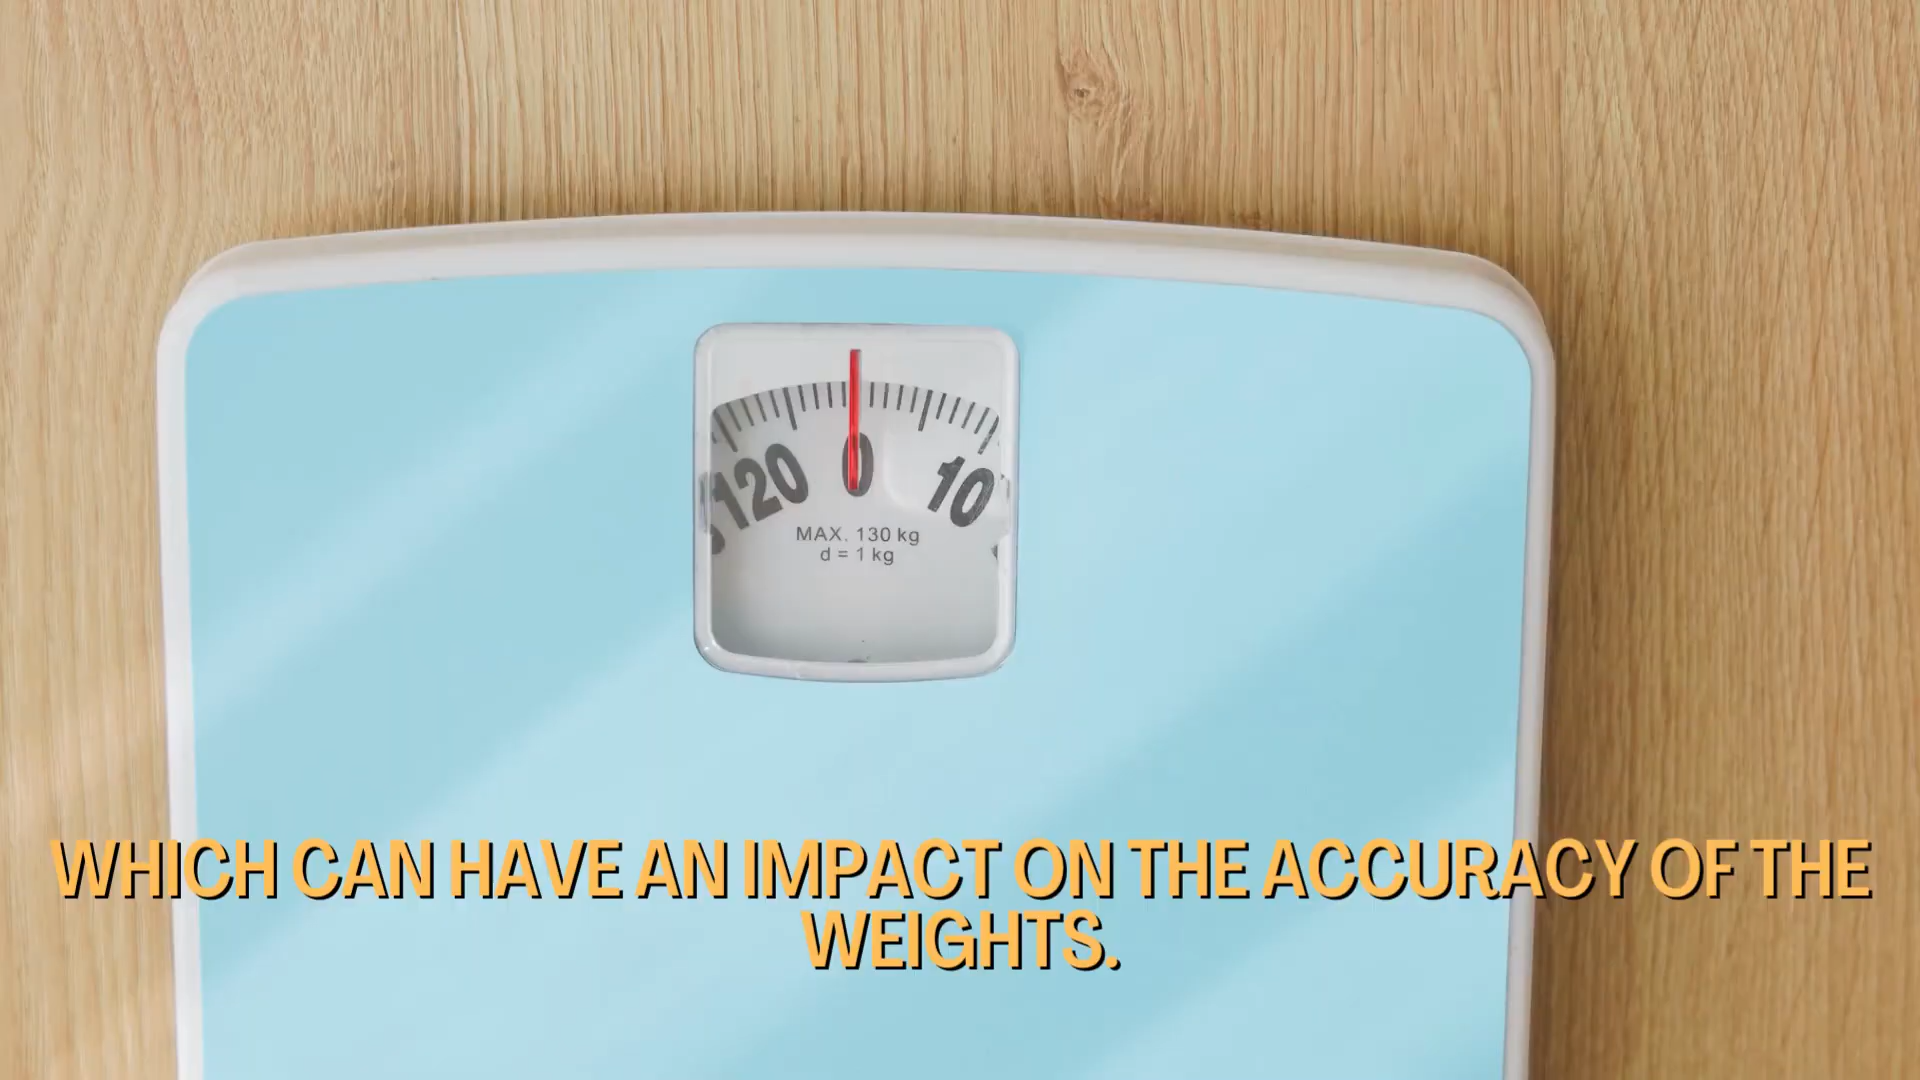 120 0 10
MAX. 130 kg
d = 1 kg
WHICH CAN HAVE AN IMPACT ON THE ACCURACY OF THE
WEIGHTS.